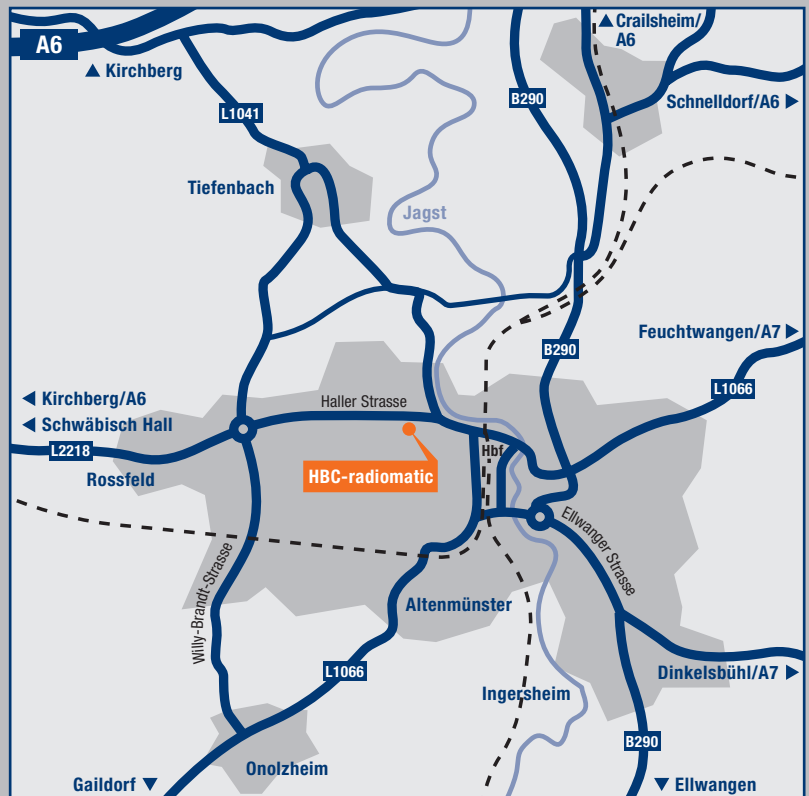 A6
▲ Kirchberg
▲ Crailsheim/
A6
L1041
B290
Schnelldorf/A6 ▶
Tiefenbach
Jagst
Feuchtwangen/A7 ▶
B290
L1066
◀ Kirchberg/A6
◀ Schwäbisch Hall
Haller Strasse
L2218
Rossfeld
Hbf
HBC-radiomatic
Ellwanger Strasse
Willy-Brandt-Strasse
Altenmünster
L1066
Dinkelsbühl/A7 ▶
Ingersheim
B290
Onolzheim
Gaildorf ▼
▼ Ellwangen